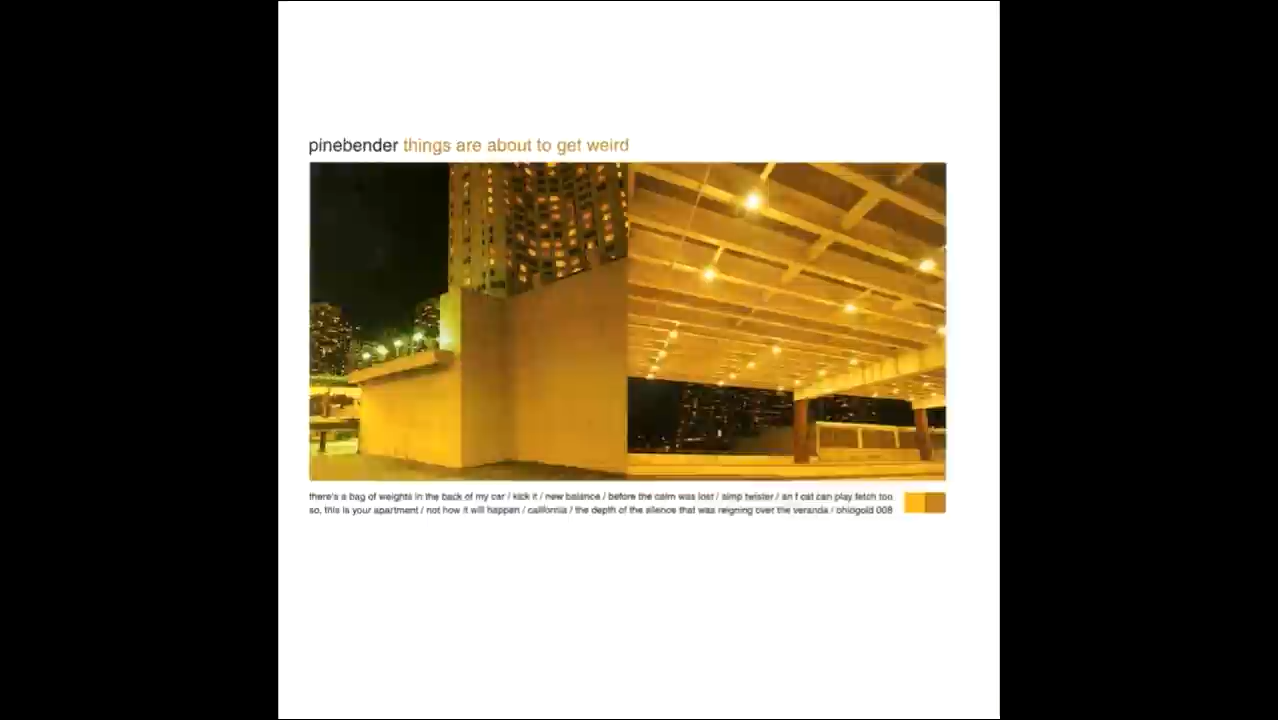 pinebender things are about to get weird
there's a bag of weights in the back of my car / kick it / new balance / before the calm was lost / simp twister / an f cat can play fetch too
so, this is your apartment / not how it will happen / california / the depth of the silence that was reigning over the veranda / ohiogold 008